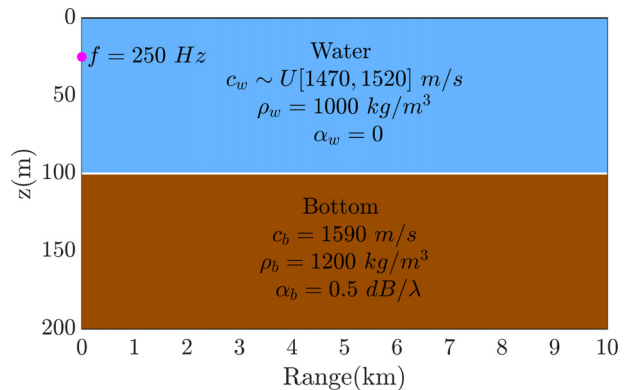 0
f = 250 Hz
Water
c_w ∼ U[1470, 1520] m/s
50
ρ_w = 1000 kg/m³
α_w = 0
z(m)
100
Bottom
c_b = 1590 m/s
150
ρ_b = 1200 kg/m³
α_b = 0.5 dB/λ
200
0 1 2 3 4 5 6 7 8 9 10
Range(km)